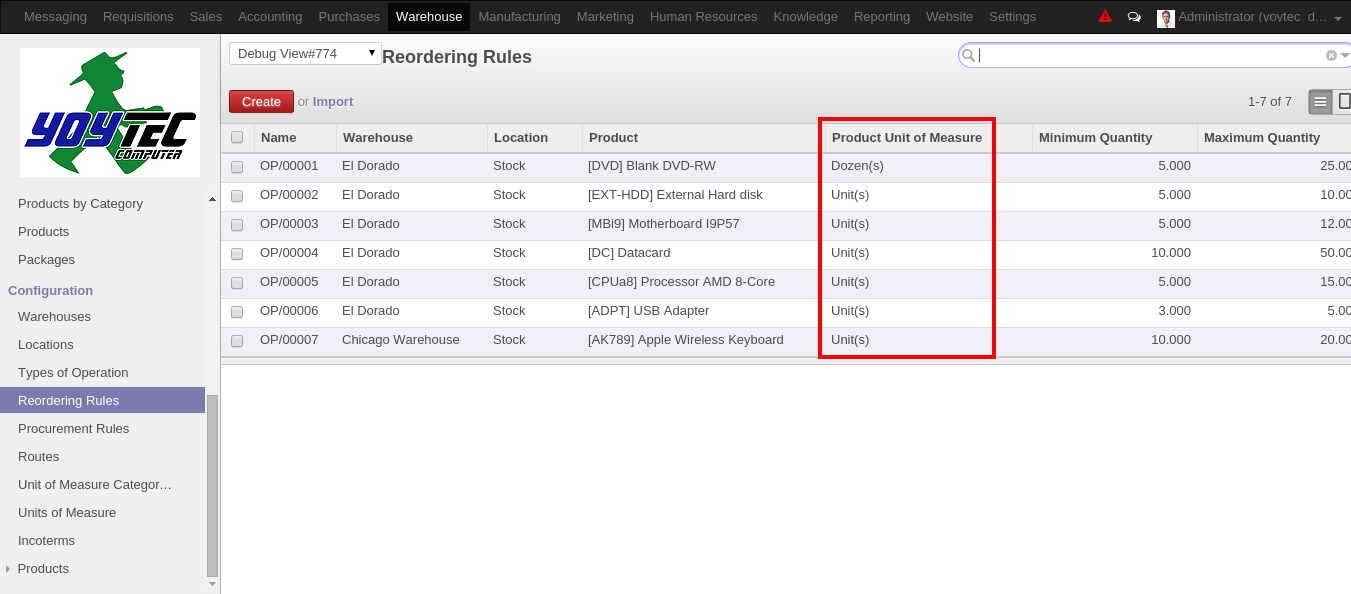 Messaging Requisitions Sales Accounting Purchases Warehouse Manufacturing Marketing Human Resources Knowledge Reporting Website Settings Administrator (yoytec_d…
YOYTEC
COMPUTER
Debug View#774 Reordering Rules
Create or Import 1-7 of 7
Name Warehouse Location Product Product Unit of Measure Minimum Quantity Maximum Quantity
OP/00001 El Dorado Stock [DVD] Blank DVD-RW Dozen(s) 5.000 25.00
OP/00002 El Dorado Stock [EXT-HDD] External Hard disk Unit(s) 5.000 10.00
OP/00003 El Dorado Stock [MBi9] Motherboard I9P57 Unit(s) 5.000 12.00
OP/00004 El Dorado Stock [DC] Datacard Unit(s) 10.000 50.00
OP/00005 El Dorado Stock [CPUa8] Processor AMD 8-Core Unit(s) 5.000 15.00
OP/00006 El Dorado Stock [ADPT] USB Adapter Unit(s) 3.000 5.00
OP/00007 Chicago Warehouse Stock [AK789] Apple Wireless Keyboard Unit(s) 10.000 20.00
Products by Category
Products
Packages
Configuration
Warehouses
Locations
Types of Operation
Reordering Rules
Procurement Rules
Routes
Unit of Measure Categor…
Units of Measure
Incoterms
Products